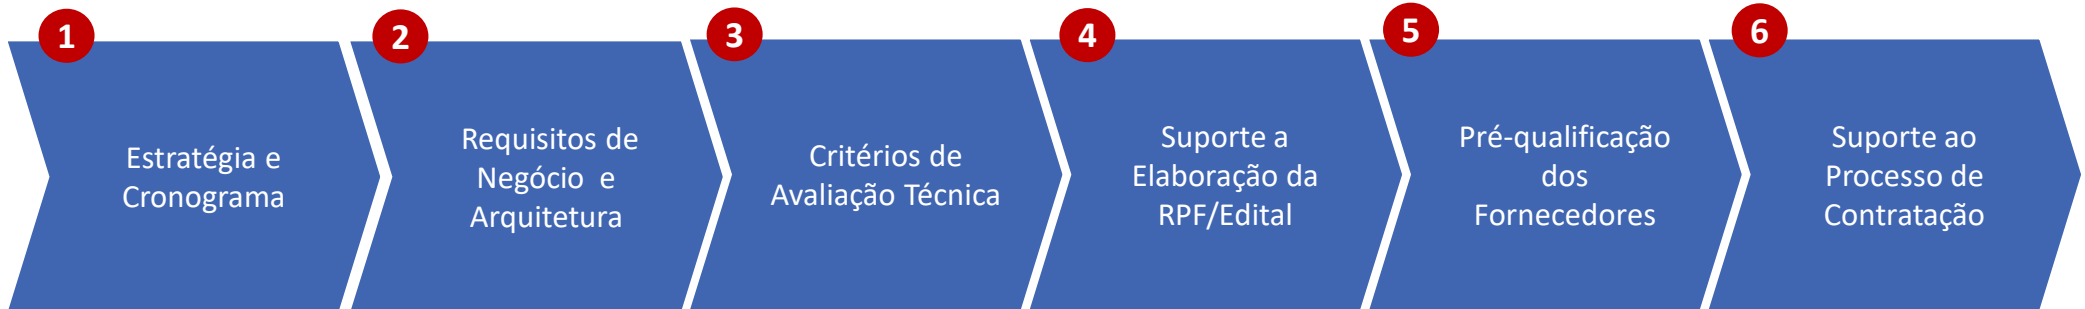 1
Estratégia e
Cronograma
2
Requisitos de
Negócio e
Arquitetura
3
Critérios de
Avaliação Técnica
4
Suporte a
Elaboração da
RPF/Edital
5
Pré-qualificação
dos
Fornecedores
6
Suporte ao
Processo de
Contratação